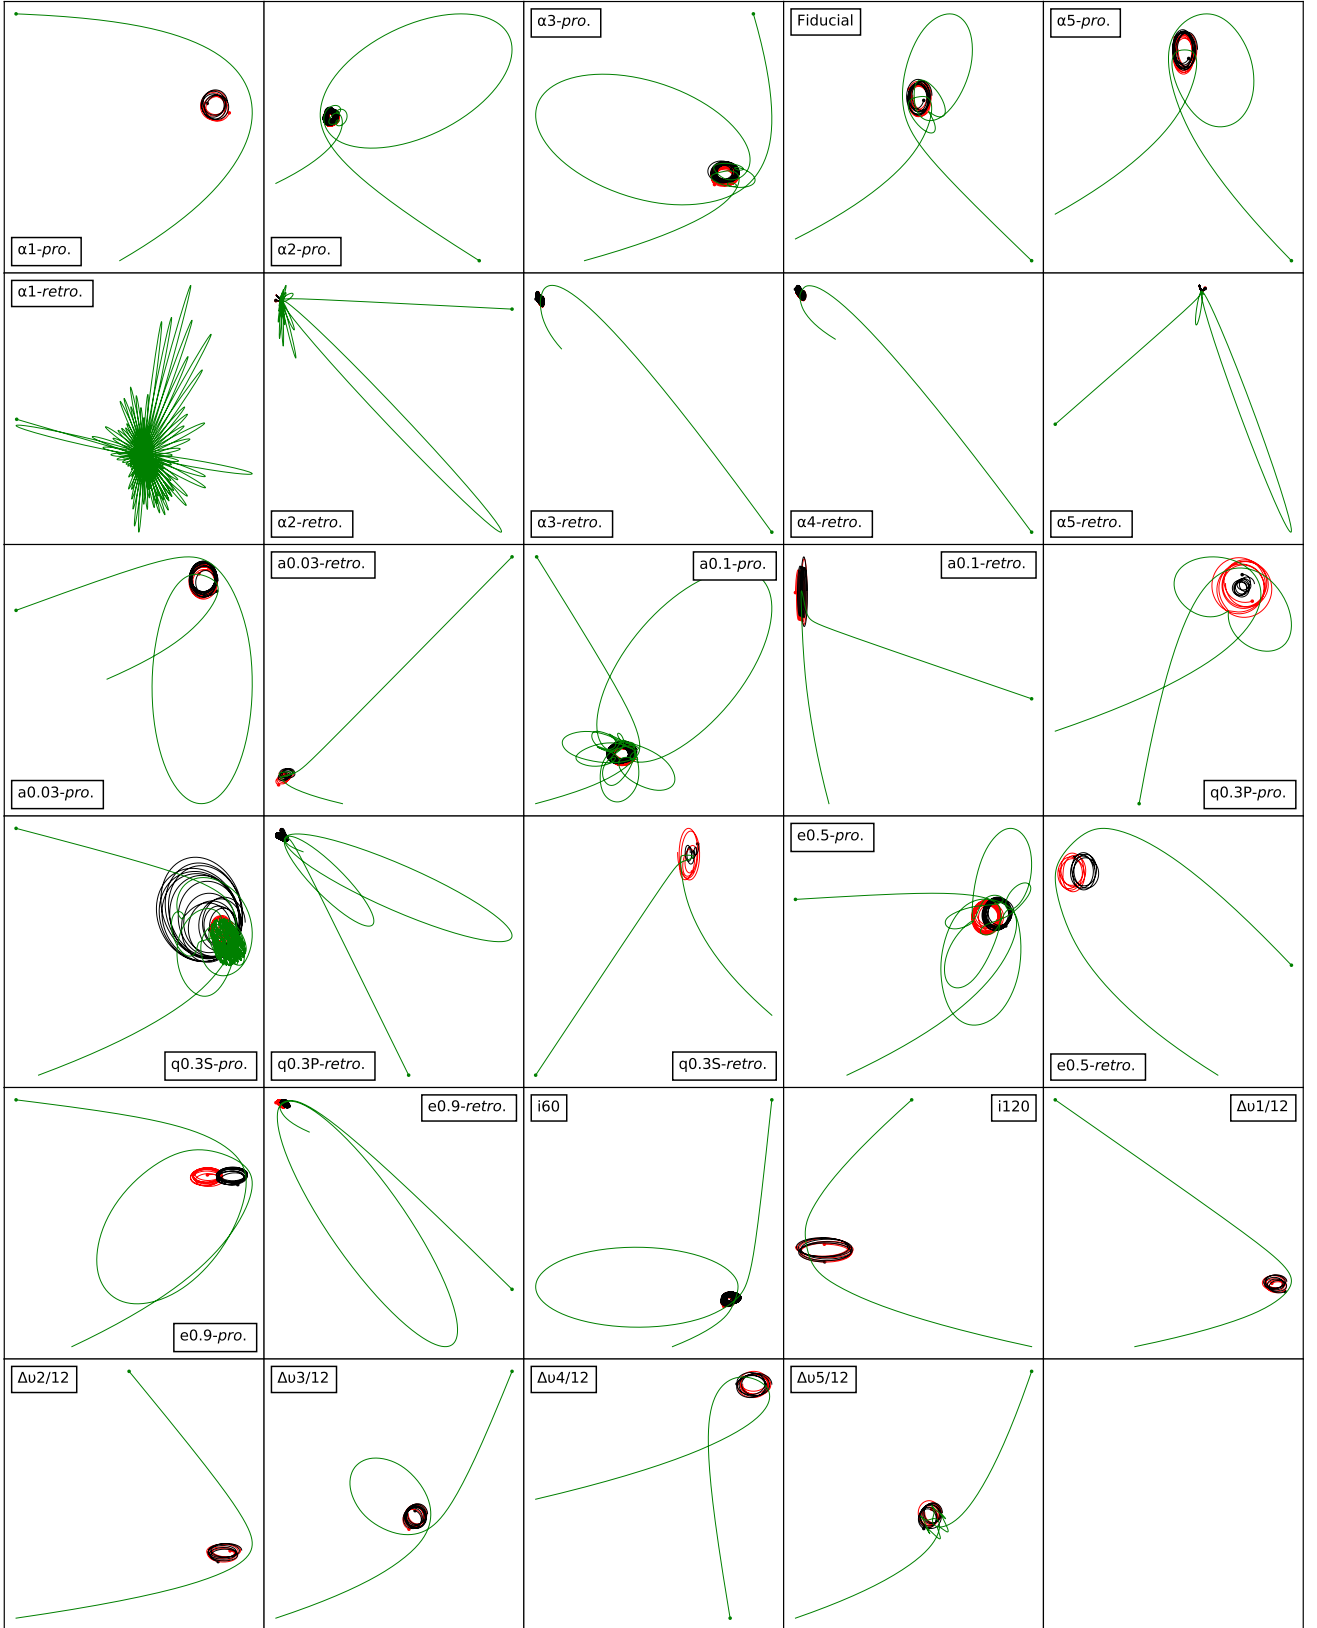 α1-pro.
α2-pro.
α3-pro.
Fiducial
α5-pro.
α1-retro.
α2-retro.
α3-retro.
α4-retro.
α5-retro.
a0.03-pro.
a0.03-retro.
a0.1-pro.
a0.1-retro.
q0.3P-pro.
q0.3S-pro.
q0.3P-retro.
q0.3S-retro.
e0.5-pro.
e0.5-retro.
e0.9-pro.
e0.9-retro.
i60
i120
Δυ1/12
Δυ2/12
Δυ3/12
Δυ4/12
Δυ5/12